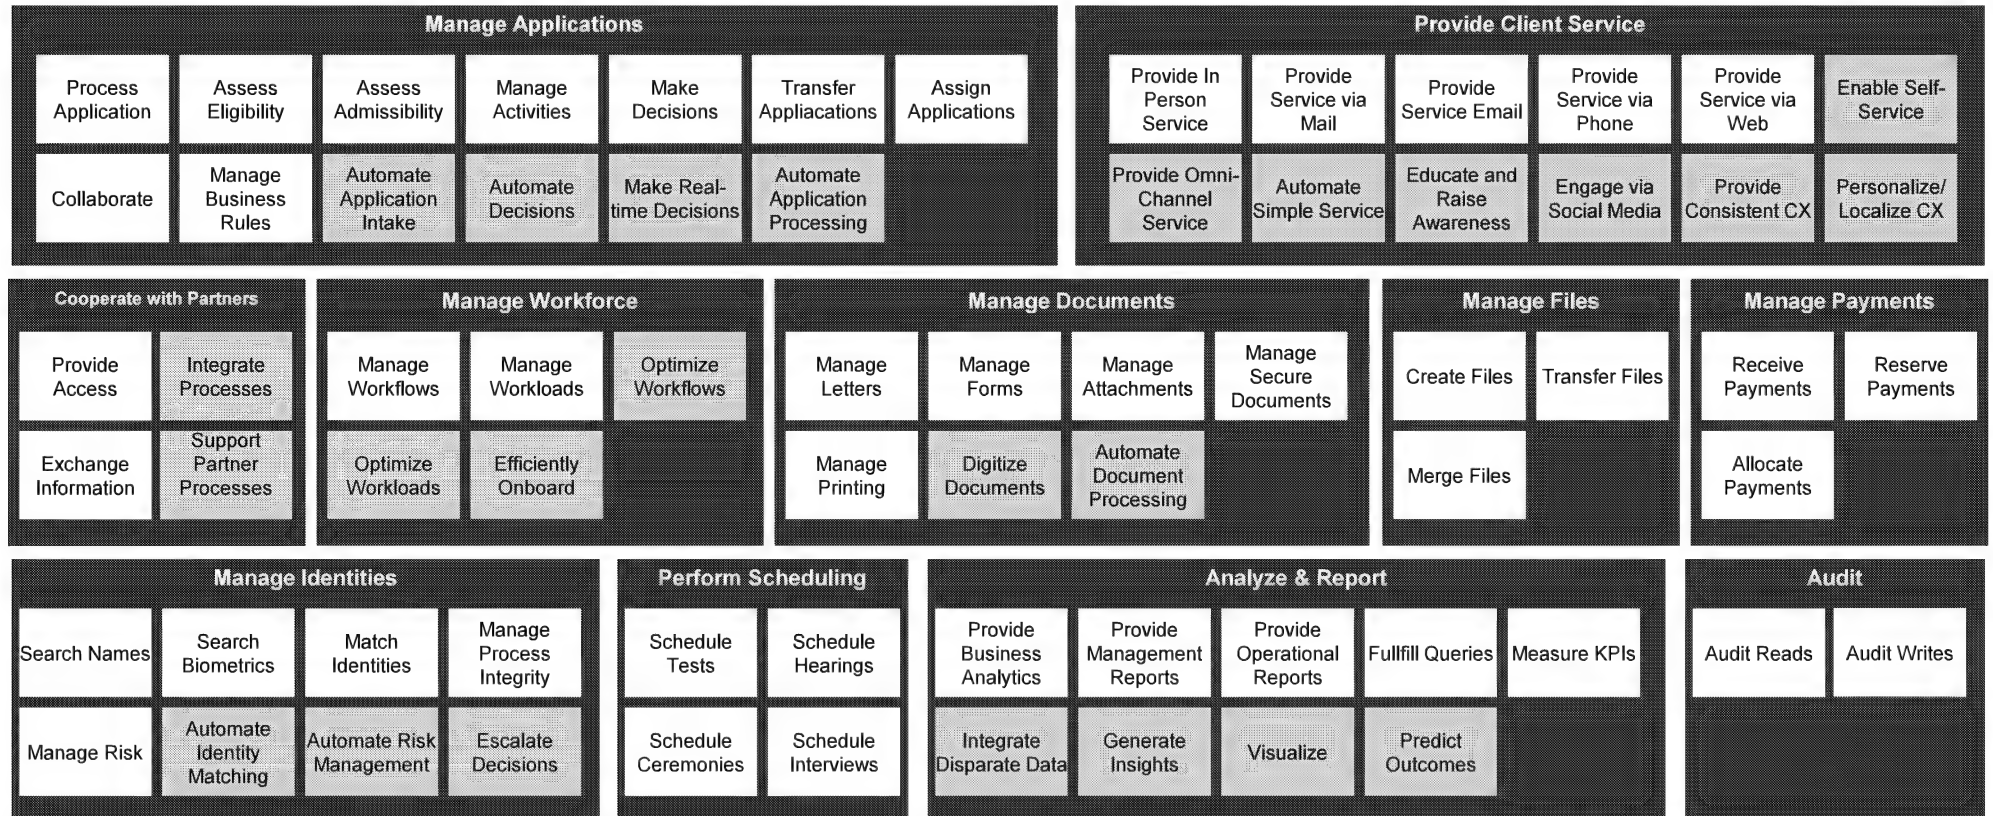 Manage Applications
Process
Application
Assess
Eligibility
Assess
Admissibility
Manage
Activities
Make
Decisions
Transfer
Appliacations
Assign
Applications
Collaborate
Manage
Business
Rules
Automate
Application
Intake
Automate
Decisions
Make Real-
time Decisions
Automate
Application
Processing
Provide Client Service
Provide In
Person
Service
Provide
Service via
Mail
Provide
Service Email
Provide
Service via
Phone
Provide
Service via
Web
Enable Self-
Service
Provide Omni-
Channel
Service
Automate
Simple Service
Educate and
Raise
Awareness
Engage via
Social Media
Provide
Consistent CX
Personalize/
Localize CX
Cooperate with Partners
Provide
Access
Integrate
Processes
Exchange
Information
Support
Partner
Processes
Manage Workforce
Manage
Workflows
Manage
Workloads
Optimize
Workflows
Optimize
Workloads
Efficiently
Onboard
Manage Documents
Manage
Letters
Manage
Forms
Manage
Attachments
Manage
Secure
Documents
Manage
Printing
Digitize
Documents
Automate
Document
Processing
Manage Files
Create Files
Transfer Files
Merge Files
Manage Payments
Receive
Payments
Reserve
Payments
Allocate
Payments
Manage Identities
Search Names
Search
Biometrics
Match
Identities
Manage
Process
Integrity
Manage Risk
Automate
Identity
Matching
Automate Risk
Management
Escalate
Decisions
Perform Scheduling
Schedule
Tests
Schedule
Hearings
Schedule
Ceremonies
Schedule
Interviews
Analyze & Report
Provide
Business
Analytics
Provide
Management
Reports
Provide
Operational
Reports
Fullfill Queries
Measure KPIs
Integrate
Disparate Data
Generate
Insights
Visualize
Predict
Outcomes
Audit
Audit Reads
Audit Writes